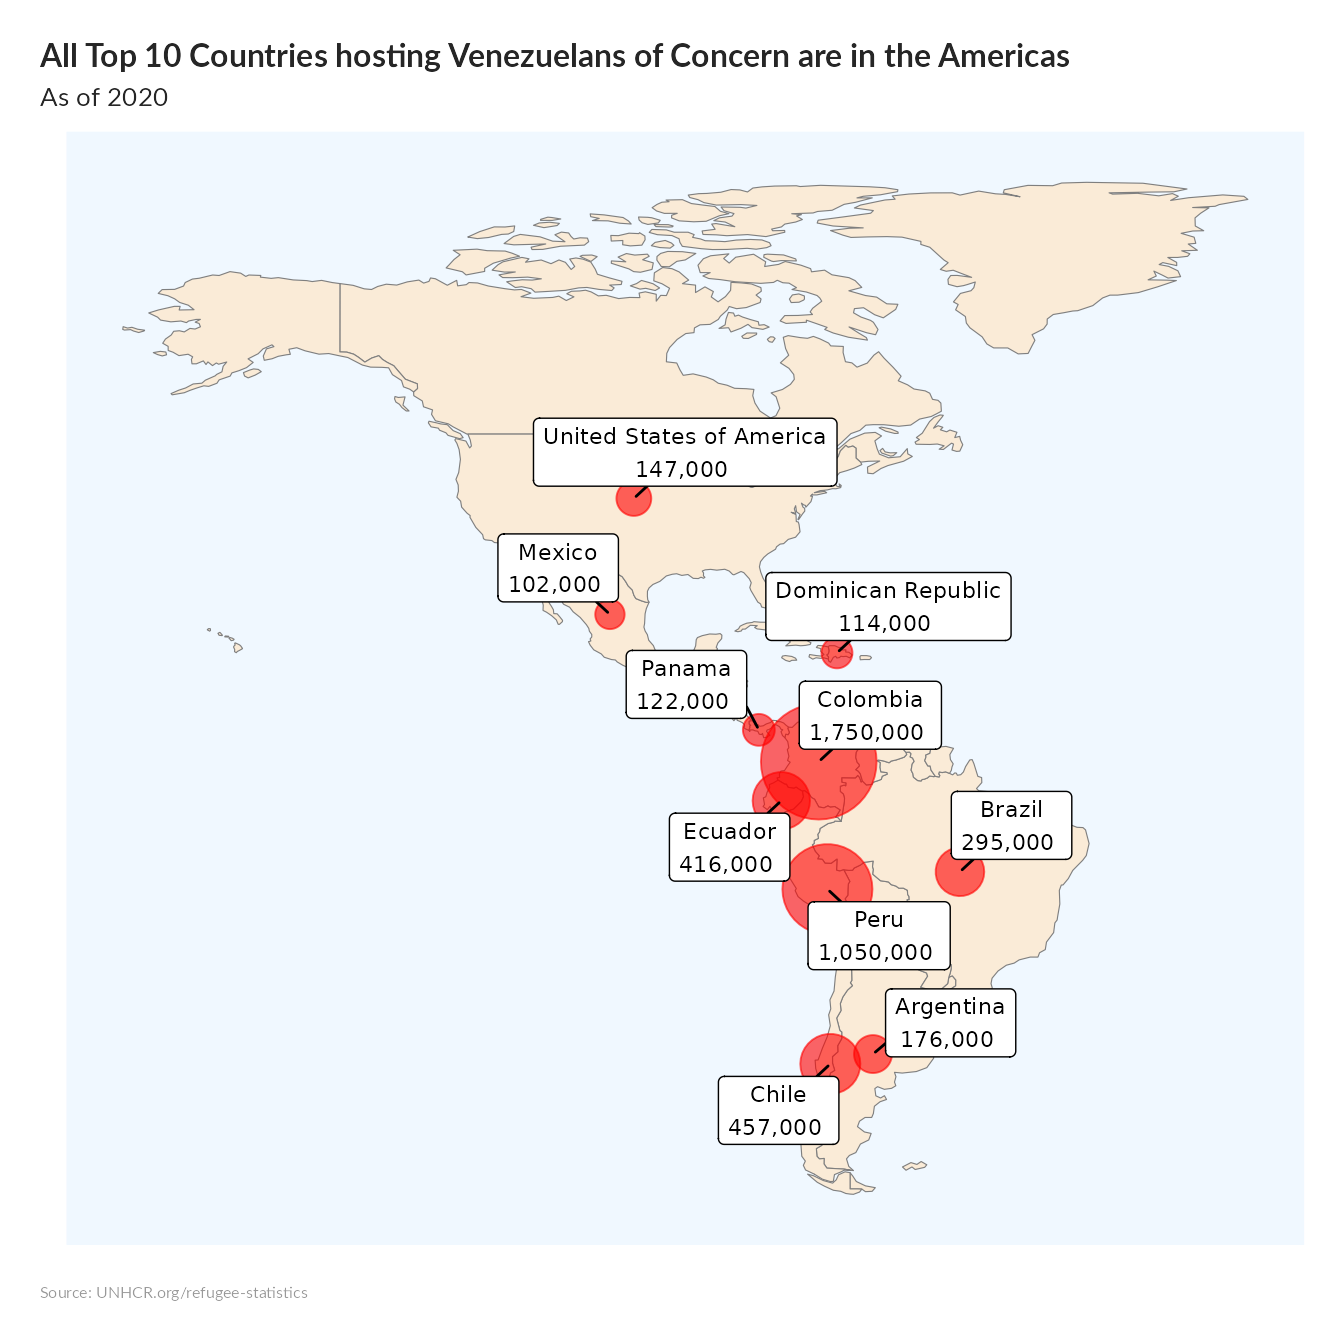 All Top 10 Countries hosting Venezuelans of Concern are in the Americas
As of 2020
United States of America
147,000
Mexico
102,000
Dominican Republic
114,000
Panama
122,000
Colombia
1,750,000
Brazil
295,000
Ecuador
416,000
Peru
1,050,000
Argentina
176,000
Chile
457,000
Source: UNHCR.org/refugee-statistics